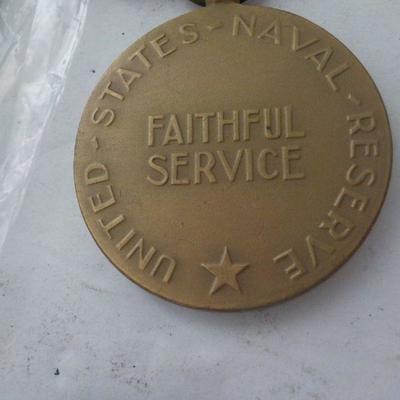 UNITED-STATES-NAVAL-RESERVE
FAITHFUL
SERVICE